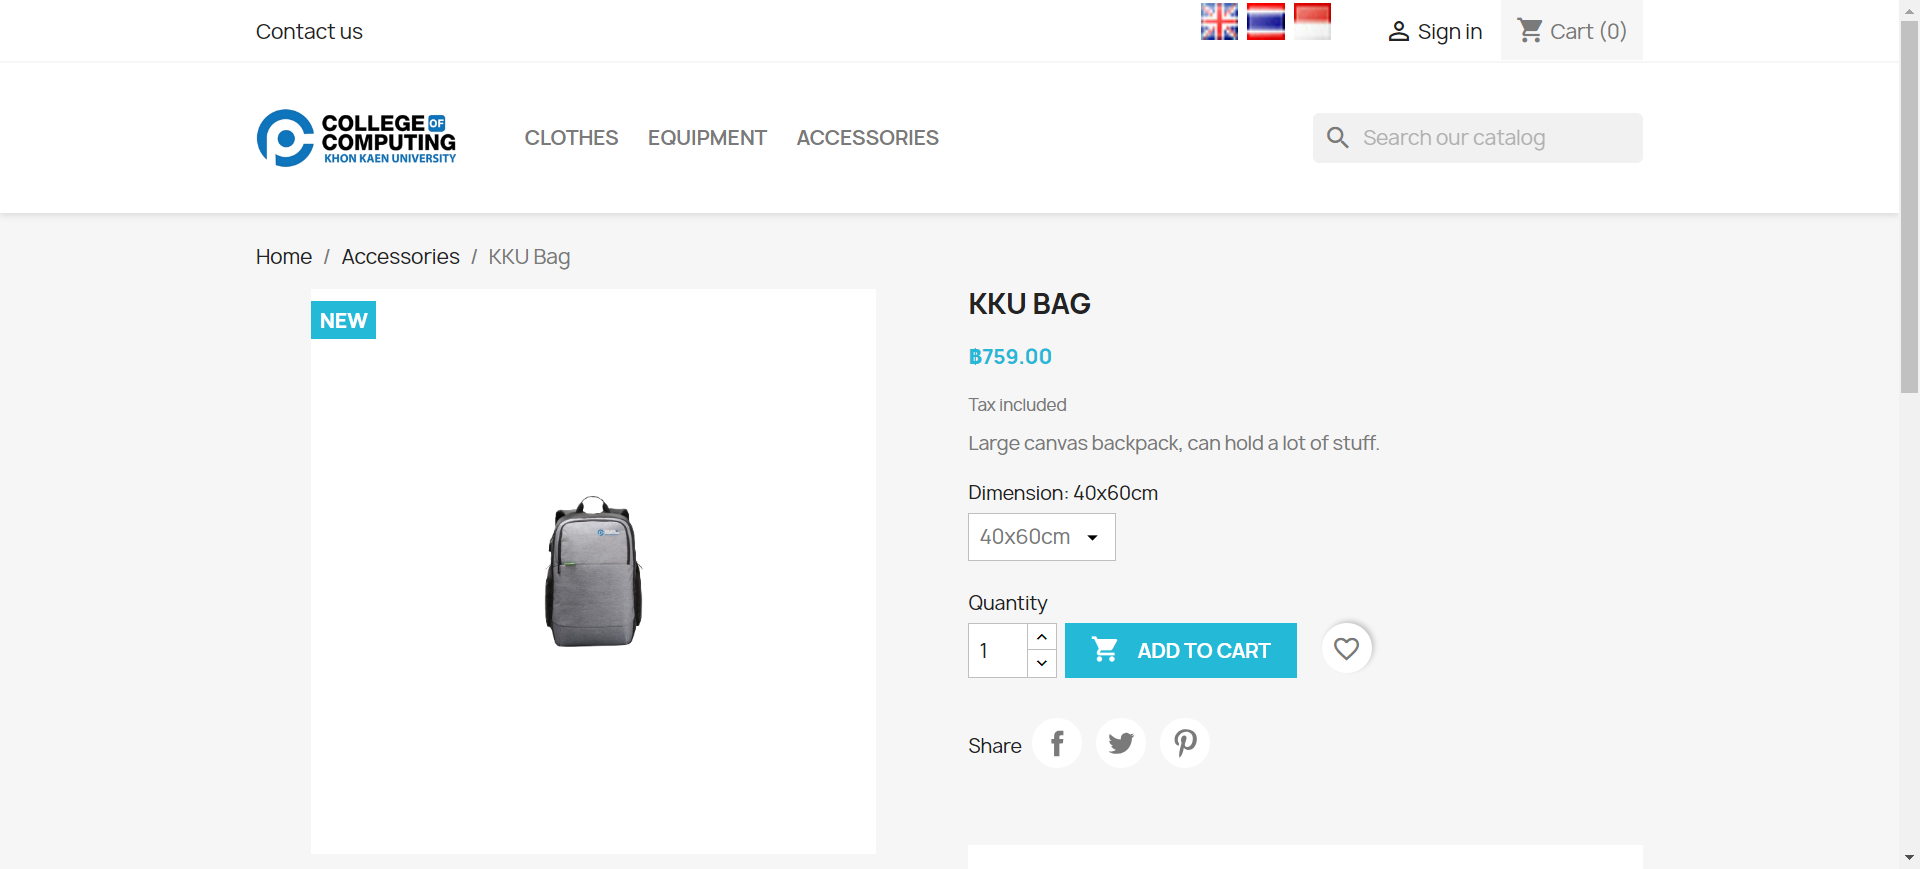 Contact us
Sign in
Cart (0)
COLLEGE OF
COMPUTING
KHON KAEN UNIVERSITY
CLOTHES
EQUIPMENT
ACCESSORIES
Search our catalog
Home / Accessories / KKU Bag
NEW
KKU BAG
฿759.00
Tax included
Large canvas backpack, can hold a lot of stuff.
Dimension: 40x60cm
40x60cm
Quantity
1
ADD TO CART
Share